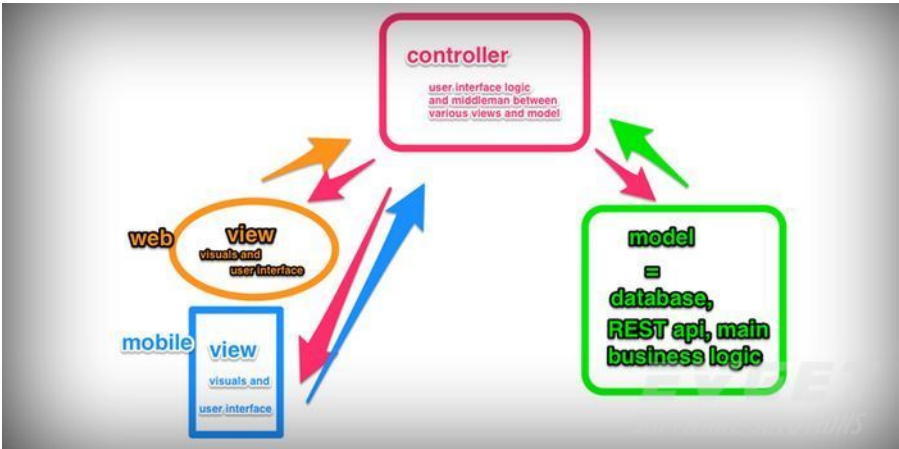 controller
user interface logic
and middleman between
various views and model
web
view
visuals and
user interface
mobile
view
visuals and
user interface
model
=
database,
REST api, main
business logic